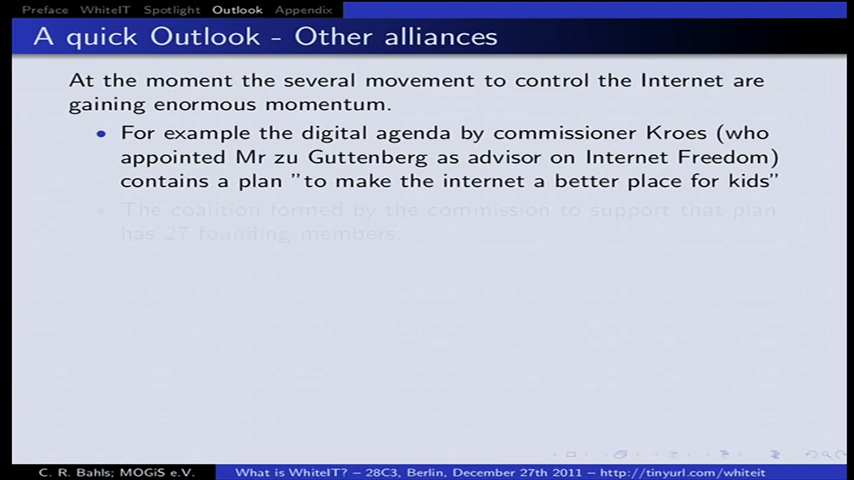 Preface WhiteIT Spotlight Outlook Appendix
A quick Outlook - Other alliances
At the moment the several movement to control the Internet are
gaining enormous momentum.
For example the digital agenda by commissioner Kroes (who
appointed Mr zu Guttenberg as advisor on Internet Freedom)
contains a plan "to make the internet a better place for kids"
The coalition formed by the commission to support that plan
has 27 founding members:
C. R. Bahls; MOGiS e.V.
What is WhiteIT? – 28C3, Berlin, December 27th 2011 – http://tinyurl.com/whiteit